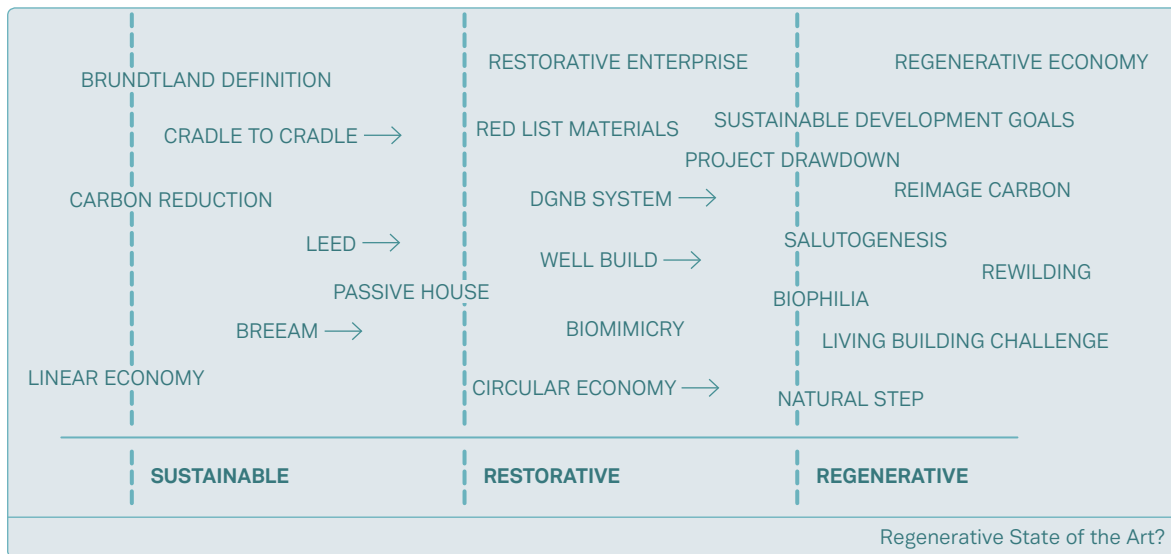 RESTORATIVE ENTERPRISE
REGENERATIVE ECONOMY
BRUNDTLAND DEFINITION
SUSTAINABLE DEVELOPMENT GOALS
CRADLE TO CRADLE →
RED LIST MATERIALS
PROJECT DRAWDOWN
CARBON REDUCTION
DGNB SYSTEM →
REIMAGE CARBON
LEED →
SALUTOGENESIS
WELL BUILD →
REWILDING
PASSIVE HOUSE
BIOPHILIA
BREEAM →
BIOMIMICRY
LIVING BUILDING CHALLENGE
LINEAR ECONOMY
CIRCULAR ECONOMY →
NATURAL STEP
SUSTAINABLE
RESTORATIVE
REGENERATIVE
Regenerative State of the Art?